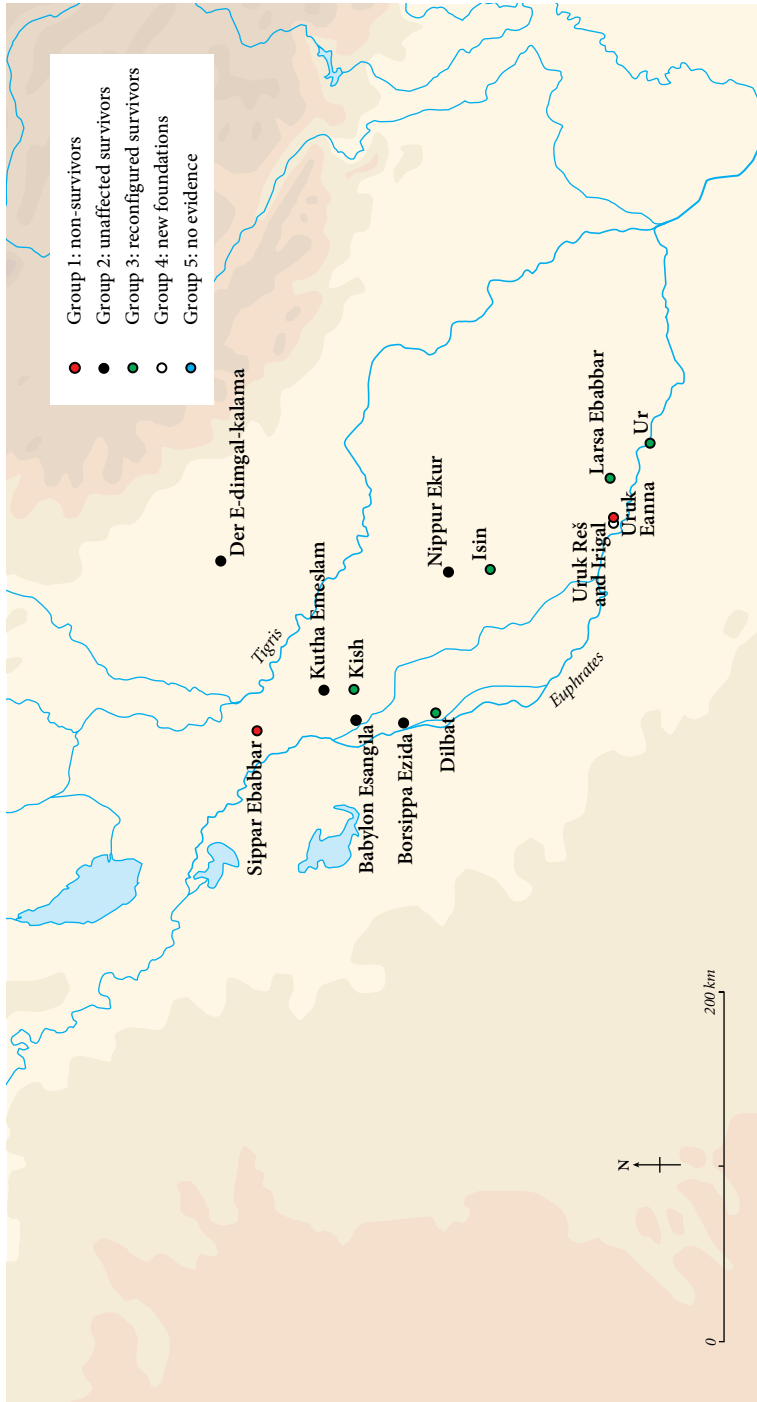 Group 1: non-survivors
Group 2: unaffected survivors
Group 3: reconfigured survivors
Group 4: new foundations
Group 5: no evidence
Der E-dimgal-kalama
Tigris
Sippar Ebabbar
Kutha Emeslam
Kish
Babylon Esangila
Borsippa Ezida
Dilbat
Nippur Ekur
Isin
Euphrates
Uruk Reš
and Irigal
Uruk
Eanna
Larsa Ebabbar
Ur
N
0
200 km